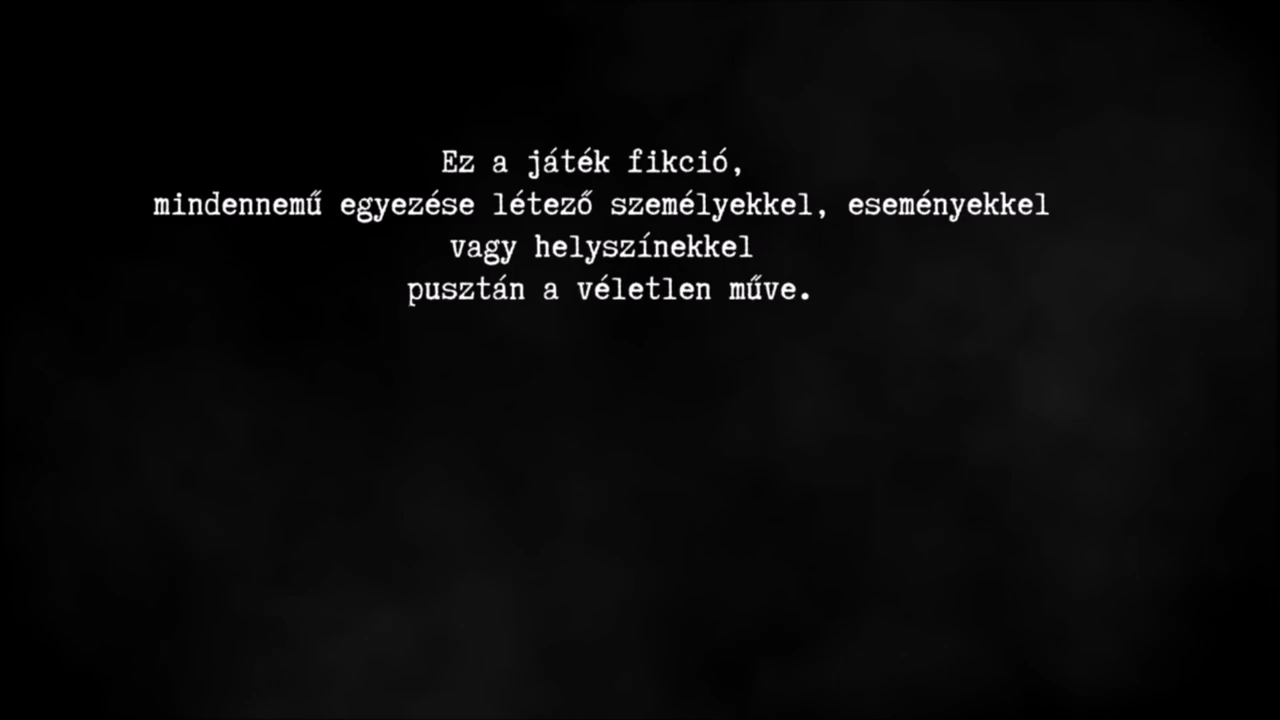 Ez a játék fikció,
mindennemű egyezése létező személyekkel, eseményekkel
vagy helyszínekkel
pusztán a véletlen műve.